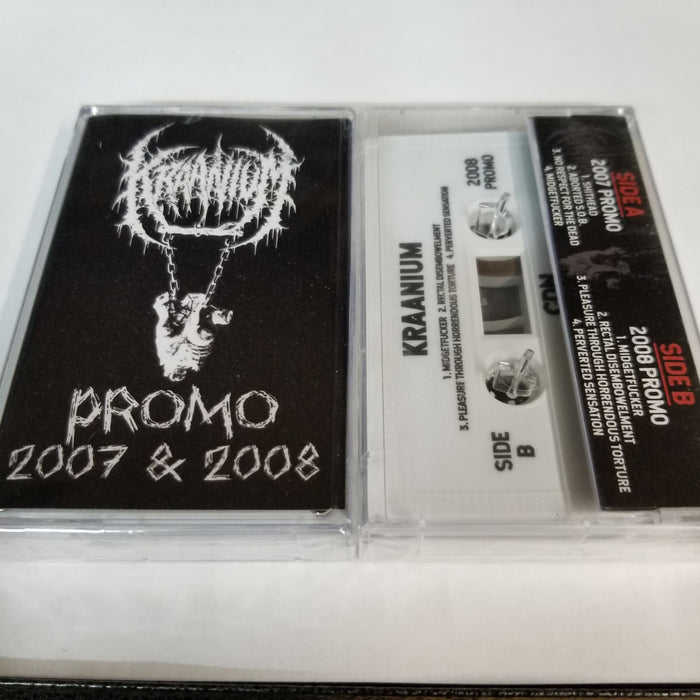 KRAANIUM
PROMO
2007 & 2008
KRAANIUM
1. MIDGETFUCKER 2. RECTAL DISEMBOWELMENT
3. PLEASURE THROUGH HORRENDOUS TORTURE 4. PERVERTED SENSATION
2008
PROMO
SIDE
B
SIDE A
2007 PROMO
1. SHITHEAD
2. ABORTED S.O.B.
3. NO RESPECT FOR THE DEAD
4. MIDGETFUCKER
SIDE B
2008 PROMO
1. MIDGETFUCKER
2. RECTAL DISEMBOWELMENT
3. PLEASURE THROUGH HORRENDOUS TORTURE
4. PERVERTED SENSATION